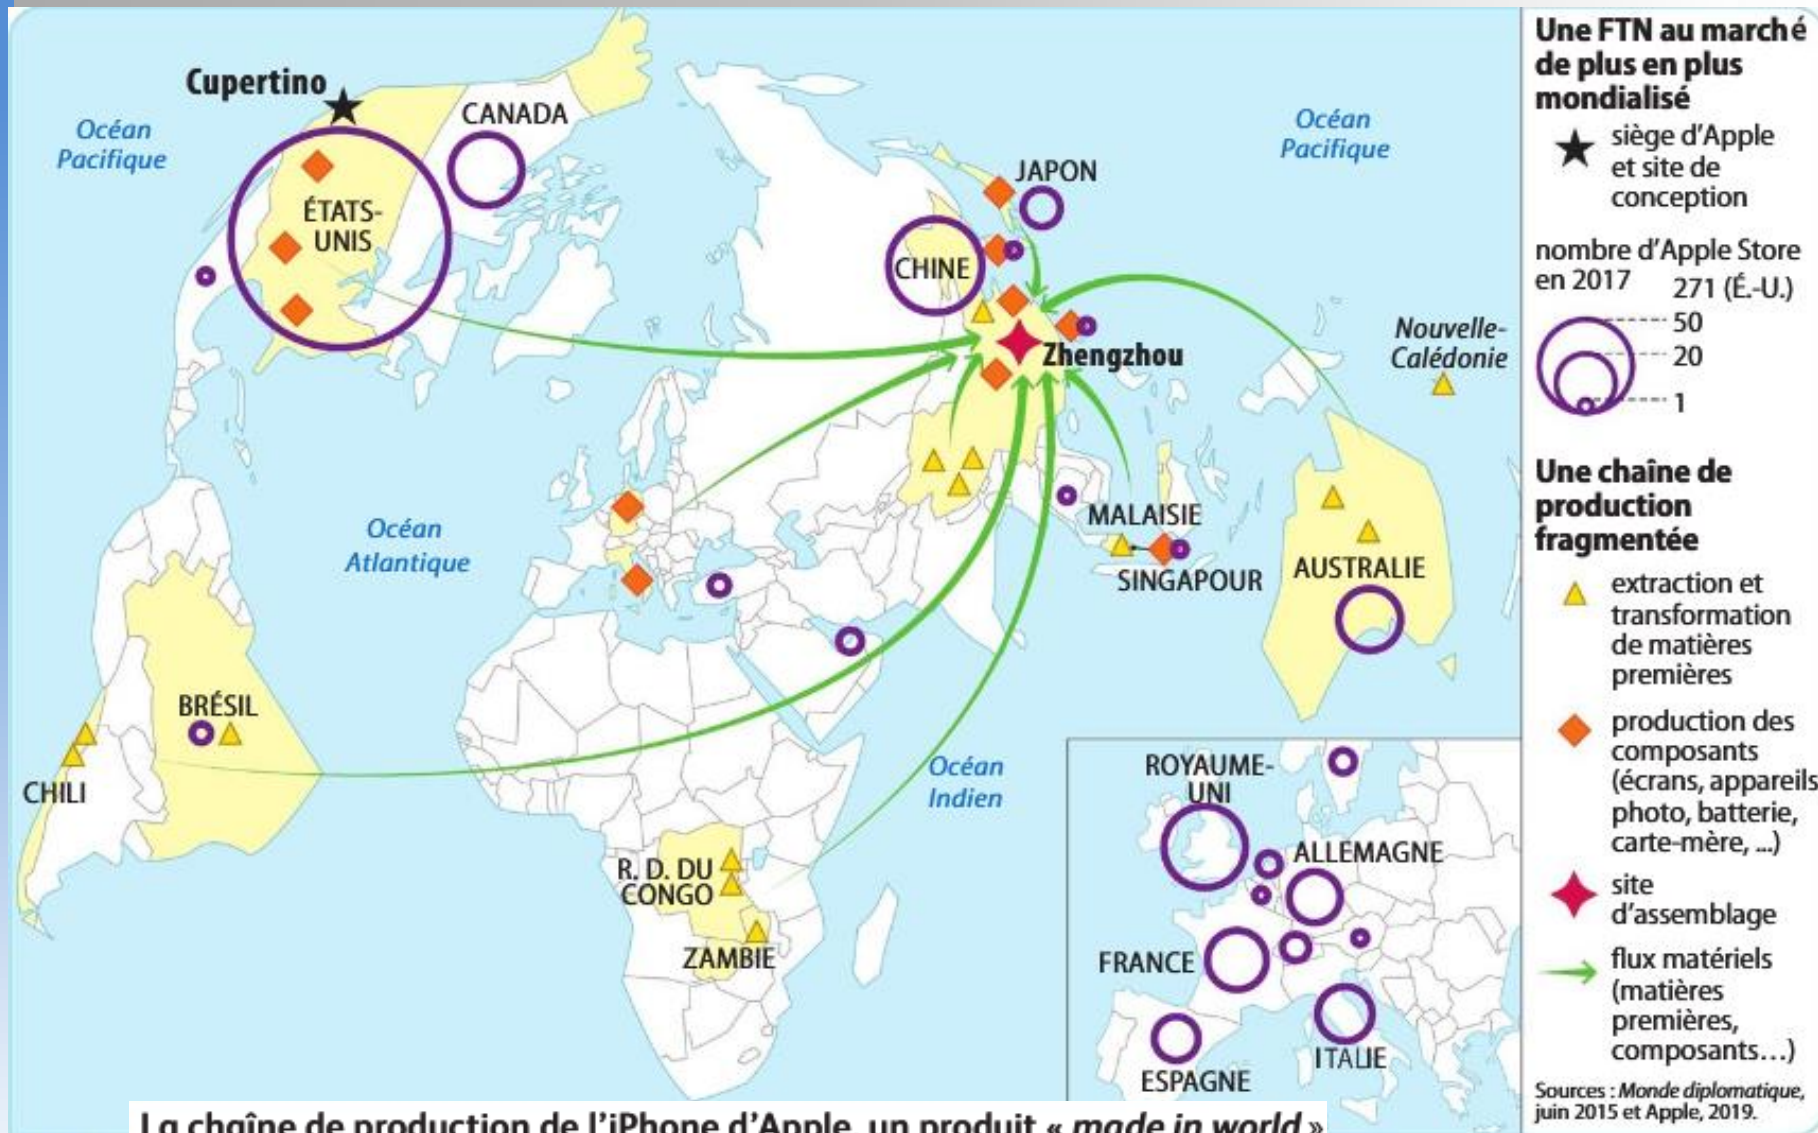 Cupertino
CANADA
Océan
Pacifique
ÉTATS-
UNIS
JAPON
Océan
Pacifique
CHINE
Zhengzhou
Nouvelle-
Calédonie
Océan
Atlantique
MALAISIE
SINGAPOUR
AUSTRALIE
BRÉSIL
CHILI
Océan
Indien
R. D. DU
CONGO
ZAMBIE
ROYAUME-
UNI
ALLEMAGNE
FRANCE
ITALIE
ESPAGNE
Une FTN au marché
de plus en plus
mondialisé
siège d'Apple
et site de
conception
nombre d'Apple Store
en 2017
271 (É.-U.)
50
20
1
Une chaîne de
production
fragmentée
extraction et
transformation
de matières
premières
production des
composants
(écrans, appareils
photo, batterie,
carte-mère, ...)
site
d'assemblage
flux matériels
(matières
premières,
composants...)
Sources : Monde diplomatique,
juin 2015 et Apple, 2019.
La chaîne de production de l'iPhone d'Apple, un produit « made in world »